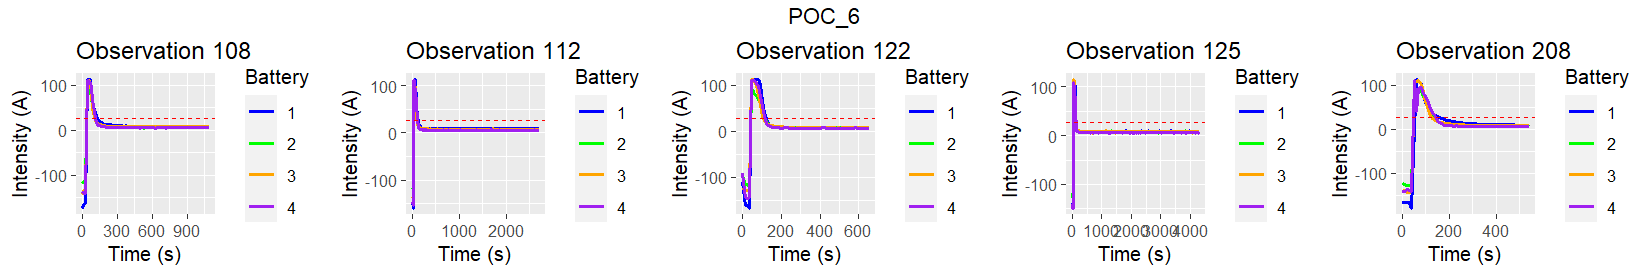 POC_6
Observation 108
Intensity (A)
100
0
-100
0 300 600 900
Time (s)
Battery
1
2
3
4
Observation 112
Intensity (A)
100
0
-100
0 1000 2000
Time (s)
Battery
1
2
3
4
Observation 122
Intensity (A)
100
0
-100
0 200 400 600
Time (s)
Battery
1
2
3
4
Observation 125
Intensity (A)
100
0
-100
0 1000 2000 3000 4000
Time (s)
Battery
1
2
3
4
Observation 208
Intensity (A)
100
0
-100
0 200 400
Time (s)
Battery
1
2
3
4